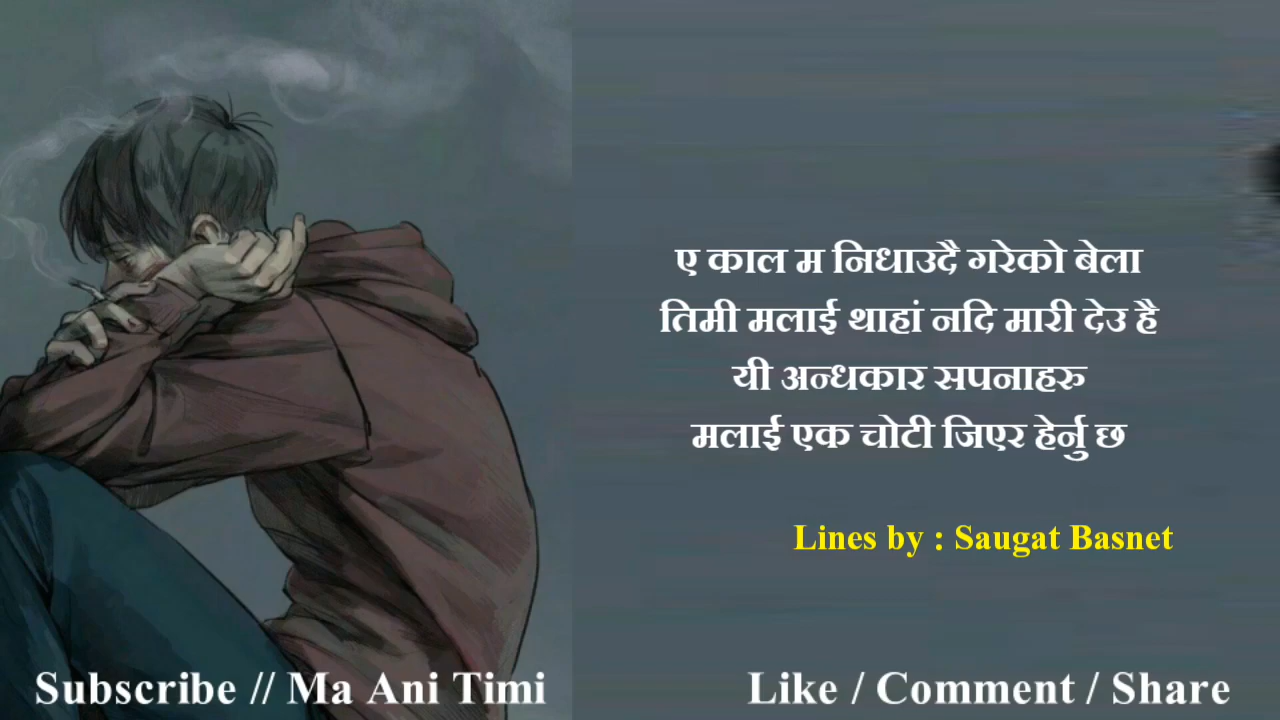 ए काल म निधाउदै गरेको बेला
तिमी मलाई थाहां नदि मारी देउ है
यी अन्धकार सपनाहरु
मलाई एक चोटी जिएर हेर्नु छ
Lines by : Saugat Basnet
Subscribe // Ma Ani Timi
Like / Comment / Share